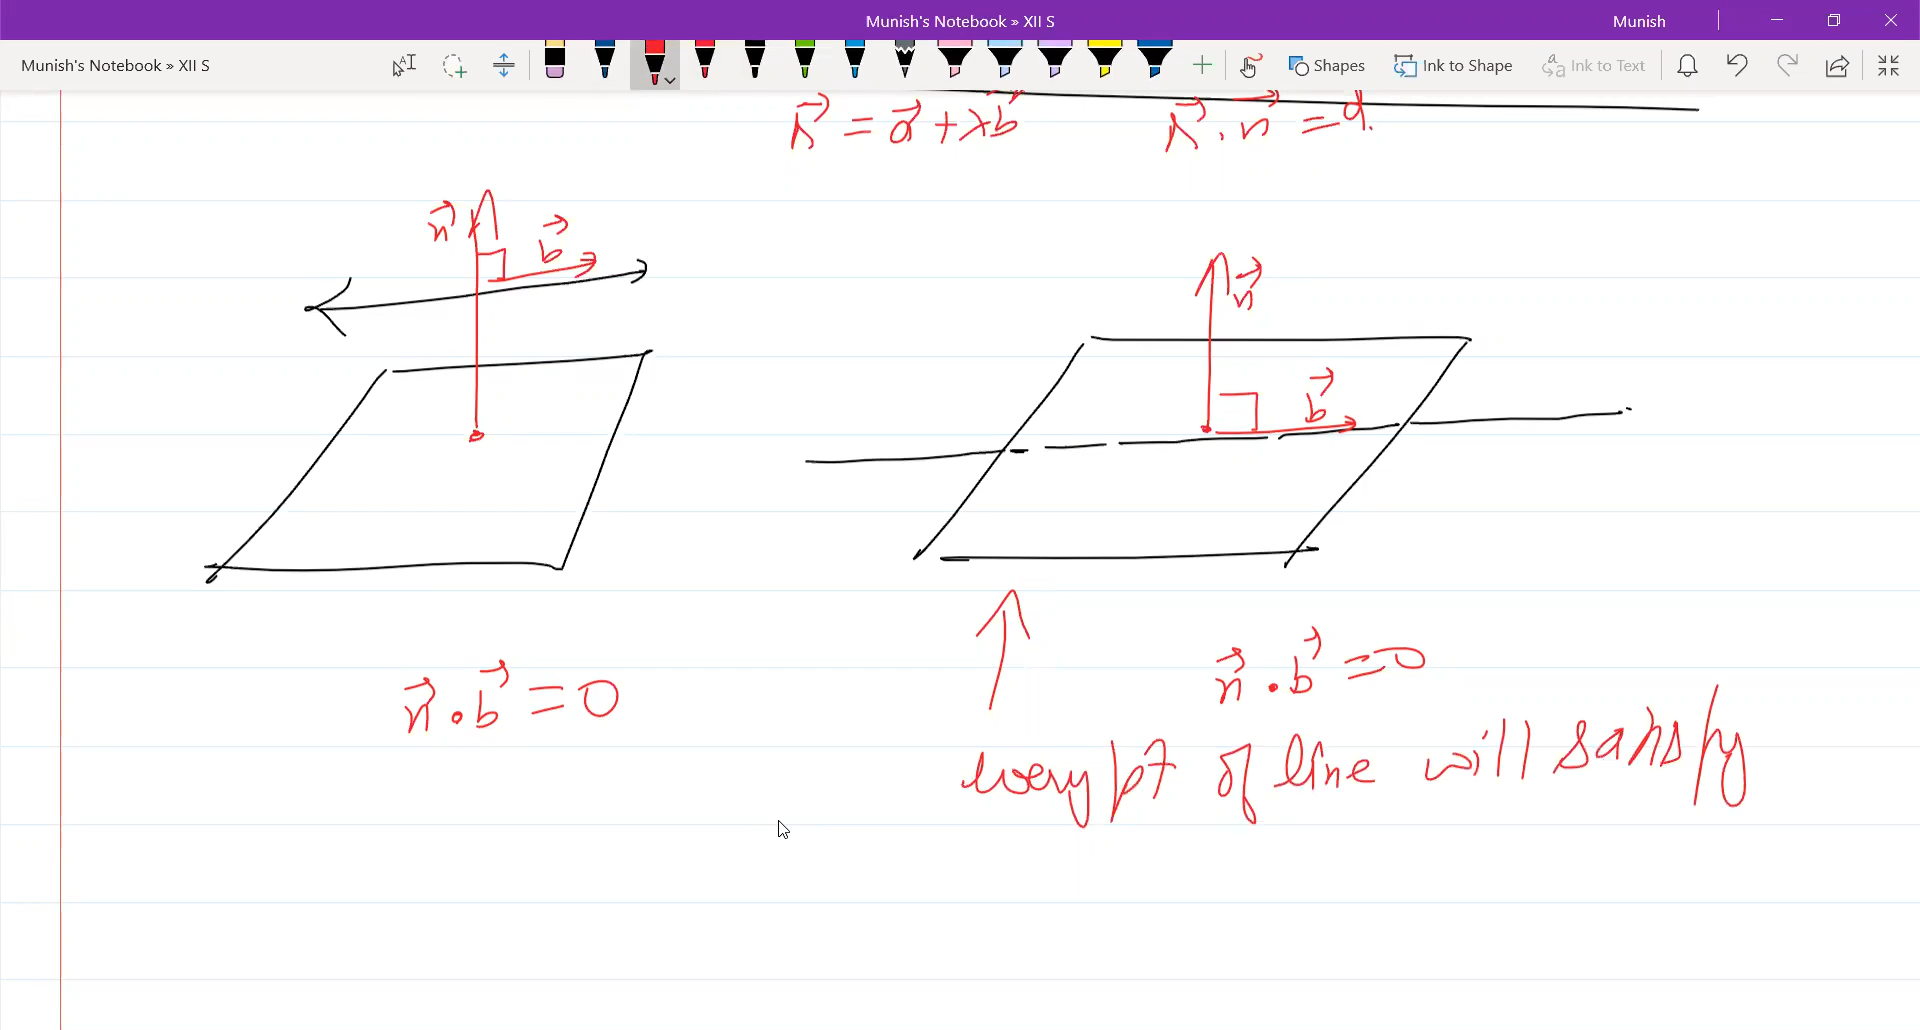 Munish's Notebook » XII S
Munish
Munish's Notebook » XII S
Shapes
Ink to Shape
Ink to Text
r⃗ = a⃗ + λb⃗
r⃗ . n⃗ = d.
n⃗
b⃗
n⃗
b⃗
n⃗ . b⃗ = 0
n⃗ . b⃗ = 0
every pt of line will satisfy